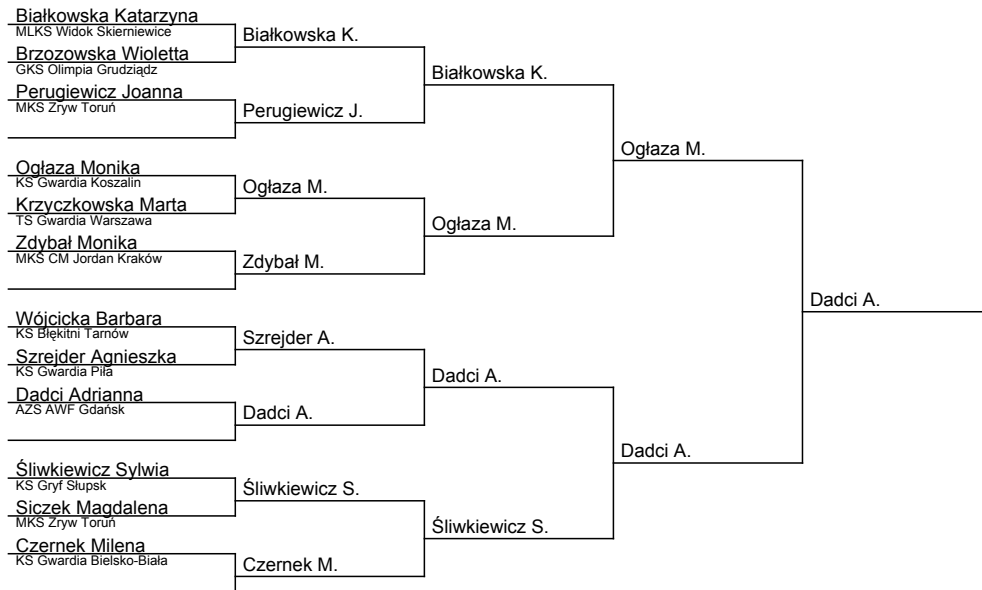 Białkowska Katarzyna
MLKS Widok Skierniewice
Brzozowska Wioletta
GKS Olimpia Grudziądz
Perugiewicz Joanna
MKS Zryw Toruń
Ogłaza Monika
KS Gwardia Koszalin
Krzyczkowska Marta
TS Gwardia Warszawa
Zdybał Monika
MKS CM Jordan Kraków
Wójcicka Barbara
KS Błękitni Tarnów
Szrejder Agnieszka
KS Gwardia Piła
Dadci Adrianna
AZS AWF Gdańsk
Śliwkiewicz Sylwia
KS Gryf Słupsk
Siczek Magdalena
MKS Zryw Toruń
Czernek Milena
KS Gwardia Bielsko-Biała
Białkowska K.
Perugiewicz J.
Ogłaza M.
Zdybał M.
Szrejder A.
Dadci A.
Śliwkiewicz S.
Czernek M.
Białkowska K.
Ogłaza M.
Dadci A.
Śliwkiewicz S.
Ogłaza M.
Dadci A.
Dadci A.